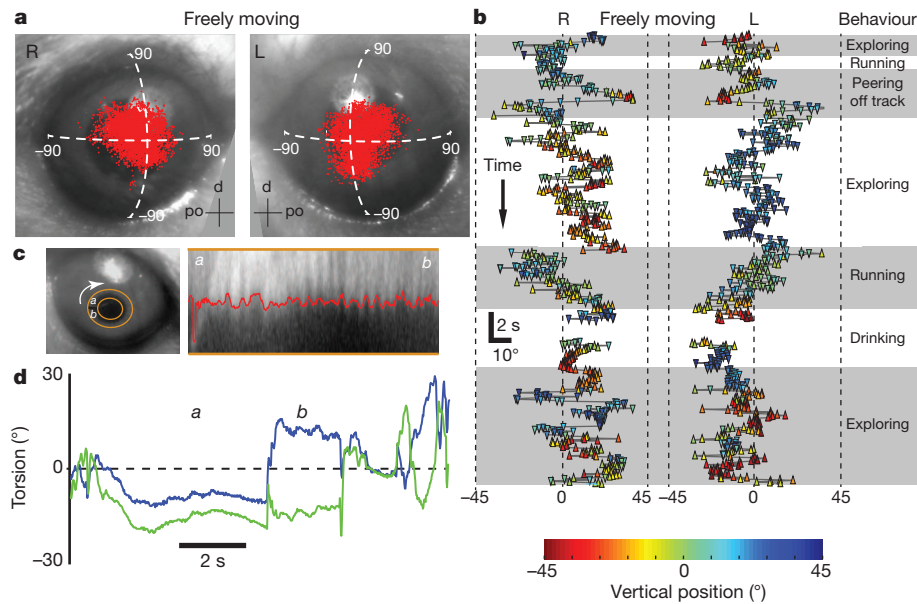 a
Freely moving
R
90
−90
90
−90
d
po
L
90
−90
90
−90
d
po
b
R
Freely moving
L
Behaviour
Exploring
Running
Peering
off track
Time
Exploring
Running
2 s
10°
Drinking
Exploring
−45
0
45
−45
0
45
−45
0
45
Vertical position (°)
c
a
b
a
b
d
30
0
−30
Torsion (°)
a
b
2 s